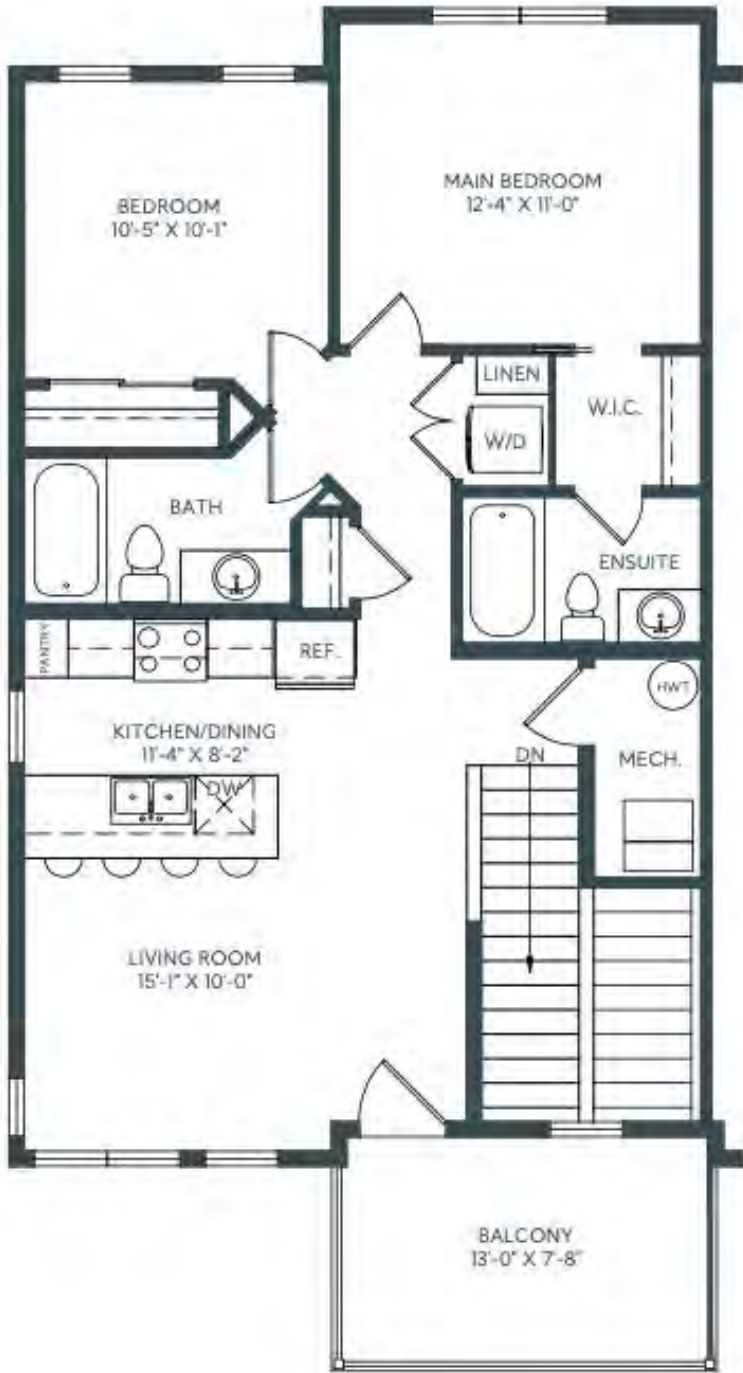 MAIN BEDROOM
12'-4" X 11'-0"
BEDROOM
10'-5" X 10'-1"
LINEN
W.I.C.
W/D
BATH
ENSUITE
PANTRY
REF.
HWT
KITCHEN/DINING
11'-4" X 8'-2"
DN
MECH.
DW
LIVING ROOM
15'-1" X 10'-0"
BALCONY
13'-0" X 7'-8"